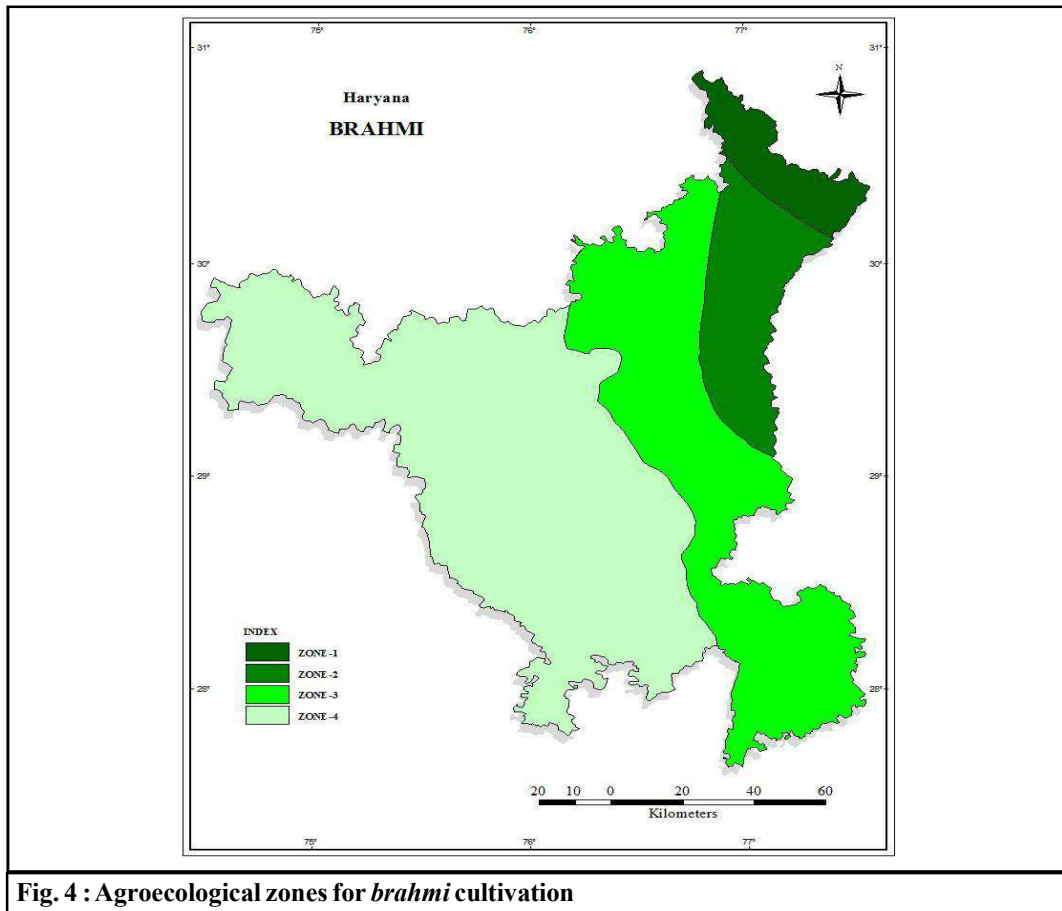 75° 76° 77°
31° 31°
N
Haryana
BRAHMI
30° 30°
29° 29°
INDEX
ZONE-1
ZONE-2
ZONE-3
ZONE-4
28° 28°
20 10 0 20 40 60
Kilometers
75° 76° 77°
Fig. 4 : Agroecological zones for brahmi cultivation